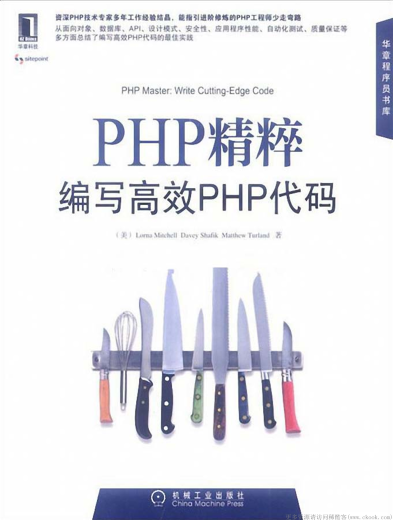 资深PHP技术专家多年工作经验结晶，能指引进阶修炼的PHP工程师少走弯路
从面向对象、数据库、API、设计模式、安全性、应用程序性能、自动化测试、质量保证等
多方面总结了编写高效PHP代码的最佳实践
华章科技
sitepoint
华章程序员书库
PHP Master: Write Cutting-Edge Code
PHP精粹
编写高效PHP代码
（美）Lorna Mitchell Davey Shafik Matthew Turland 著
机械工业出版社
China Machine Press